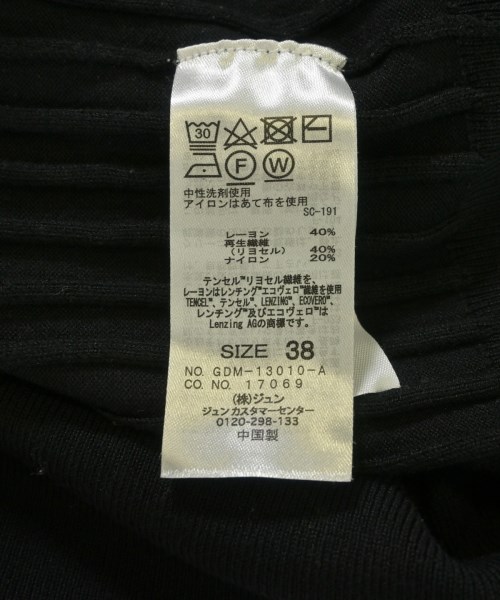 30
F W
中性洗剤使用
アイロンはあて布を使用
SC-191
レーヨン 40%
再生繊維
(リヨセル) 40%
ナイロン 20%
テンセル™リヨセル繊維を、
レーヨンはレンチング™エコヴェロ™繊維を使用
TENCEL™, テンセル™, LENZING™, ECOVERO™,
レンチング™及びエコヴェロ™は
Lenzing AGの商標です。
SIZE 38
NO. GDM-13010-A
CO. NO. 17069
(株)ジュン
ジュンカスタマーセンター
0120-298-133
中国製